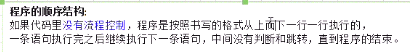 程序的顺序结构:
如果代码里没有流程控制，程序是按照书写的格式从上而下一行一行执行的，
一条语句执行完之后继续执行下一条语句，中间没有判断和跳转，直到程序的结束。